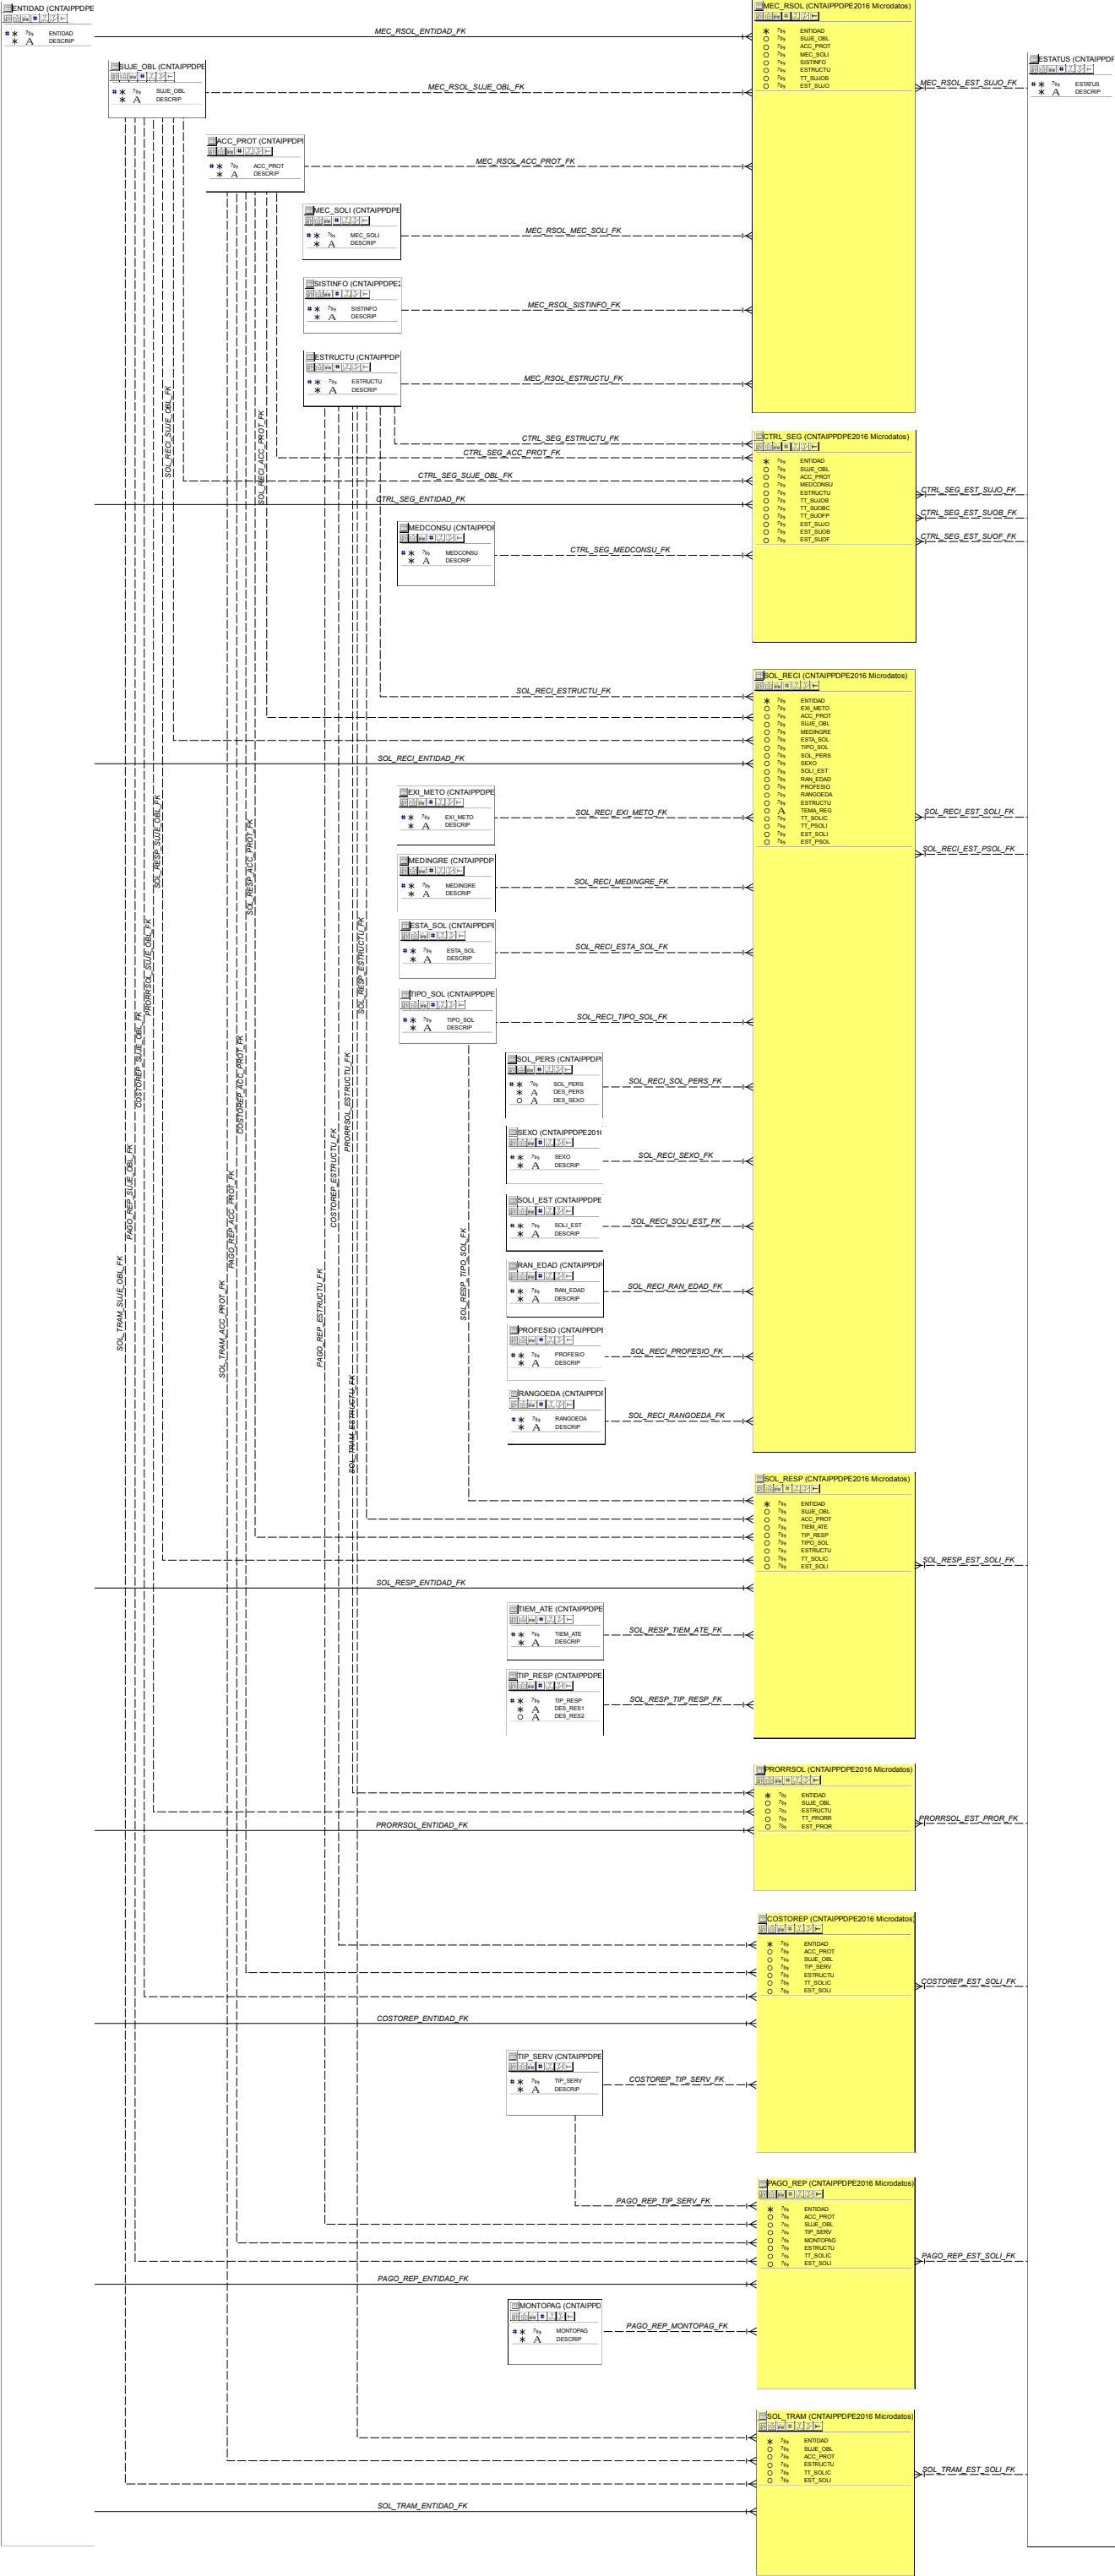 ENTIDAD (CNTAIPPDPE
ENTIDAD
DESCRIP
MEC_RSOL_ENTIDAD_FK
MEC_RSOL (CNTAIPPDPE2016 Microdatos)
ENTIDAD
SUJE_OBL
ACC_PROT
MEC_SOLI
SISTINFO
ESTRUCTU
TT_SUJOB
EST_SUJO
ESTATUS (CNTAIPPDP
ESTATUS
DESCRIP
MEC_RSOL_EST_SUJO_FK
SUJE_OBL (CNTAIPPDPE
SUJE_OBL
DESCRIP
MEC_RSOL_SUJE_OBL_FK
ACC_PROT (CNTAIPPDPI
ACC_PROT
DESCRIP
MEC_RSOL_ACC_PROT_FK
MEC_SOLI (CNTAIPPDPE
MEC_SOLI
DESCRIP
MEC_RSOL_MEC_SOLI_FK
SISTINFO (CNTAIPPDPE2
SISTINFO
DESCRIP
MEC_RSOL_SISTINFO_FK
ESTRUCTU (CNTAIPPDP
ESTRUCTU
DESCRIP
MEC_RSOL_ESTRUCTU_FK
SOL_RECI_SUJE_OBL_FK
SOL_RECI_ACC_PROT_FK
CTRL_SEG_ESTRUCTU_FK
CTRL_SEG_ACC_PROT_FK
CTRL_SEG_SUJE_OBL_FK
CTRL_SEG_ENTIDAD_FK
CTRL_SEG (CNTAIPPDPE2016 Microdatos)
ENTIDAD
SUJE_OBL
ACC_PROT
MEDCONSU
ESTRUCTU
TT_SUJOB
TT_SUOBC
TT_SUOFP
EST_SUJO
EST_SUOB
EST_SUOF
CTRL_SEG_EST_SUJO_FK
CTRL_SEG_EST_SUOB_FK
CTRL_SEG_EST_SUOF_FK
MEDCONSU (CNTAIPPDI
MEDCONSU
DESCRIP
CTRL_SEG_MEDCONSU_FK
SOL_RECI (CNTAIPPDPE2016 Microdatos)
ENTIDAD
EXI_METO
ACC_PROT
SUJE_OBL
MEDINGRE
ESTA_SOL
TIPO_SOL
SOL_PERS
SEXO
SOLI_EST
RAN_EDAD
PROFESIO
RANGOEDA
ESTRUCTU
TEMA_REG
TT_SOLIC
TT_PSOLI
EST_SOLI
EST_PSOL
SOL_RECI_ESTRUCTU_FK
SOL_RECI_ENTIDAD_FK
SOL_RECI_EST_SOLI_FK
SOL_RECI_EST_PSOL_FK
EXI_METO (CNTAIPPDPE
EXI_METO
DESCRIP
SOL_RECI_EXI_METO_FK
MEDINGRE (CNTAIPPDP
MEDINGRE
DESCRIP
SOL_RECI_MEDINGRE_FK
ESTA_SOL (CNTAIPPDPE
ESTA_SOL
DESCRIP
SOL_RECI_ESTA_SOL_FK
TIPO_SOL (CNTAIPPDPE
TIPO_SOL
DESCRIP
SOL_RECI_TIPO_SOL_FK
SOL_RESP_SUJE_OBL_FK
SOL_RESP_ACC_PROT_FK
PRORRSOL_SUJE_OBL_FK
SOL_RESP_ESTRUCTU_FK
COSTOREP_SUJE_OBL_FK
COSTOREP_ACC_PROT_FK
PRORRSOL_ESTRUCTU_FK
PAGO_REP_SUJE_OBL_FK
PAGO_REP_ACC_PROT_FK
COSTOREP_ESTRUCTU_FK
SOL_TRAM_SUJE_OBL_FK
SOL_TRAM_ACC_PROT_FK
PAGO_REP_ESTRUCTU_FK
SOL_TRAM_ESTRUCTU_FK
SOL_RESP_TIPO_SOL_FK
SOL_PERS (CNTAIPPDPI
SOL_PERS
DES_PERS
DES_SEXO
SOL_RECI_SOL_PERS_FK
SEXO (CNTAIPPDPE2016
SEXO
DESCRIP
SOL_RECI_SEXO_FK
SOLI_EST (CNTAIPPDPE
SOLI_EST
DESCRIP
SOL_RECI_SOLI_EST_FK
RAN_EDAD (CNTAIPPDP
RAN_EDAD
DESCRIP
SOL_RECI_RAN_EDAD_FK
PROFESIO (CNTAIPPDPE
PROFESIO
DESCRIP
SOL_RECI_PROFESIO_FK
RANGOEDA (CNTAIPPDI
RANGOEDA
DESCRIP
SOL_RECI_RANGOEDA_FK
SOL_RESP (CNTAIPPDPE2016 Microdatos)
ENTIDAD
SUJE_OBL
ACC_PROT
TIEM_ATE
TIP_RESP
TIPO_SOL
ESTRUCTU
TT_SOLIC
EST_SOLI
SOL_RESP_EST_SOLI_FK
SOL_RESP_ENTIDAD_FK
TIEM_ATE (CNTAIPPDPE
TIEM_ATE
DESCRIP
SOL_RESP_TIEM_ATE_FK
TIP_RESP (CNTAIPPDPE
TIP_RESP
DES_RES1
DES_RES2
SOL_RESP_TIP_RESP_FK
PRORRSOL (CNTAIPPDPE2016 Microdatos)
ENTIDAD
SUJE_OBL
ESTRUCTU
TT_PRORR
EST_PROR
PRORRSOL_EST_PROR_FK
PRORRSOL_ENTIDAD_FK
COSTOREP (CNTAIPPDPE2016 Microdatos)
ENTIDAD
ACC_PROT
SUJE_OBL
TIP_SERV
ESTRUCTU
TT_SOLIC
EST_SOLI
COSTOREP_EST_SOLI_FK
COSTOREP_ENTIDAD_FK
TIP_SERV (CNTAIPPDPE
TIP_SERV
DESCRIP
COSTOREP_TIP_SERV_FK
PAGO_REP (CNTAIPPDPE2016 Microdatos)
ENTIDAD
ACC_PROT
SUJE_OBL
TIP_SERV
MONTOPAG
ESTRUCTU
TT_SOLIC
EST_SOLI
PAGO_REP_TIP_SERV_FK
PAGO_REP_EST_SOLI_FK
PAGO_REP_ENTIDAD_FK
MONTOPAG (CNTAIPPD
MONTOPAG
DESCRIP
PAGO_REP_MONTOPAG_FK
SOL_TRAM (CNTAIPPDPE2016 Microdatos)
ENTIDAD
SUJE_OBL
ACC_PROT
ESTRUCTU
TT_SOLIC
EST_SOLI
SOL_TRAM_EST_SOLI_FK
SOL_TRAM_ENTIDAD_FK